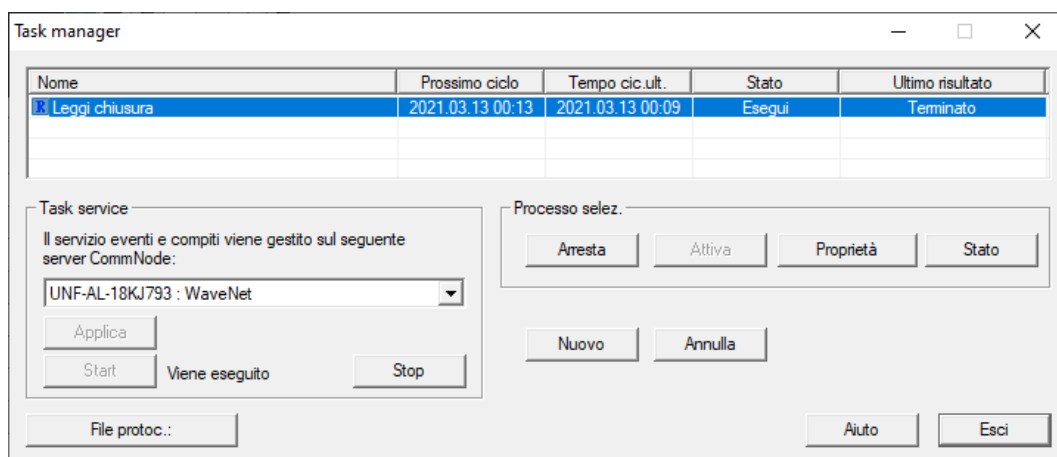 Task manager
Nome Prossimo ciclo Tempo cic.ult. Stato Ultimo risultato
R Leggi chiusura 2021.03.13 00:13 2021.03.13 00:09 Esegui Terminato
Task service
Il servizio eventi e compiti viene gestito sul seguente
server CommNode:
UNF-AL-18KJ793 : WaveNet
Applica
Start Viene eseguito Stop
Processo selez.
Arresta Attiva Proprietà Stato
Nuovo Annulla
File protoc.: Aiuto Esci